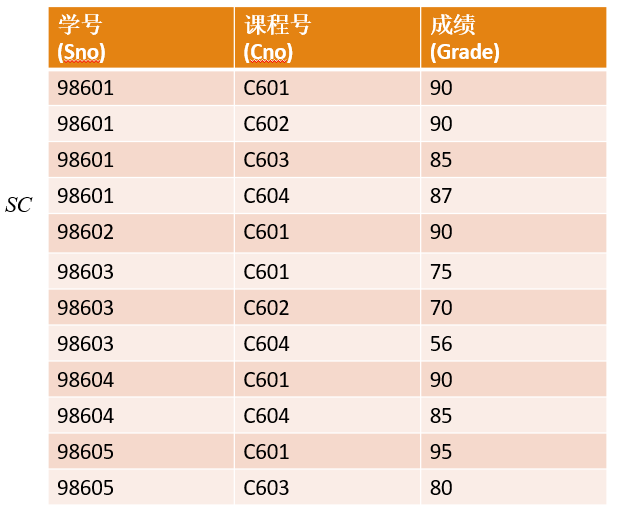 学号 课程号 成绩
(Sno) (Cno) (Grade)
98601 C601 90
98601 C602 90
98601 C603 85
98601 C604 87
SC
98602 C601 90
98603 C601 75
98603 C602 70
98603 C604 56
98604 C601 90
98604 C604 85
98605 C601 95
98605 C603 80